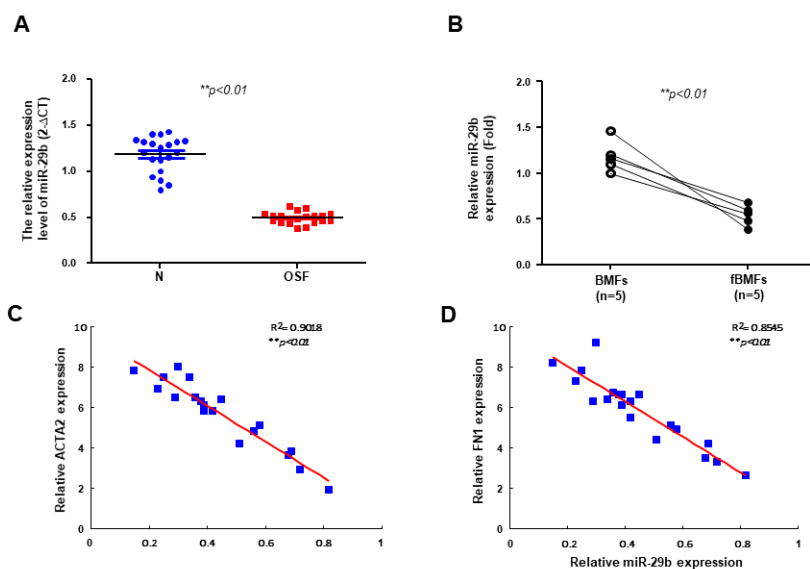 A
The relative expression
level of miR-29b (2-ΔCT)
2.0
1.5
1.0
0.5
0.0
**p<0.01
N
OSF
B
Relative miR-29b
expression (Fold)
2.0
1.5
1.0
0.5
0.0
**p<0.01
BMFs
(n=5)
fBMFs
(n=5)
C
Relative ACTA2 expression
10
8
6
4
2
0
R2= 0.9018
**p<0.01
0
0.2
0.4
0.6
0.8
1
D
Relative FN1 expression
10
8
6
4
2
0
R2= 0.8545
**p<0.01
0
0.2
0.4
0.6
0.8
1
Relative miR-29b expression